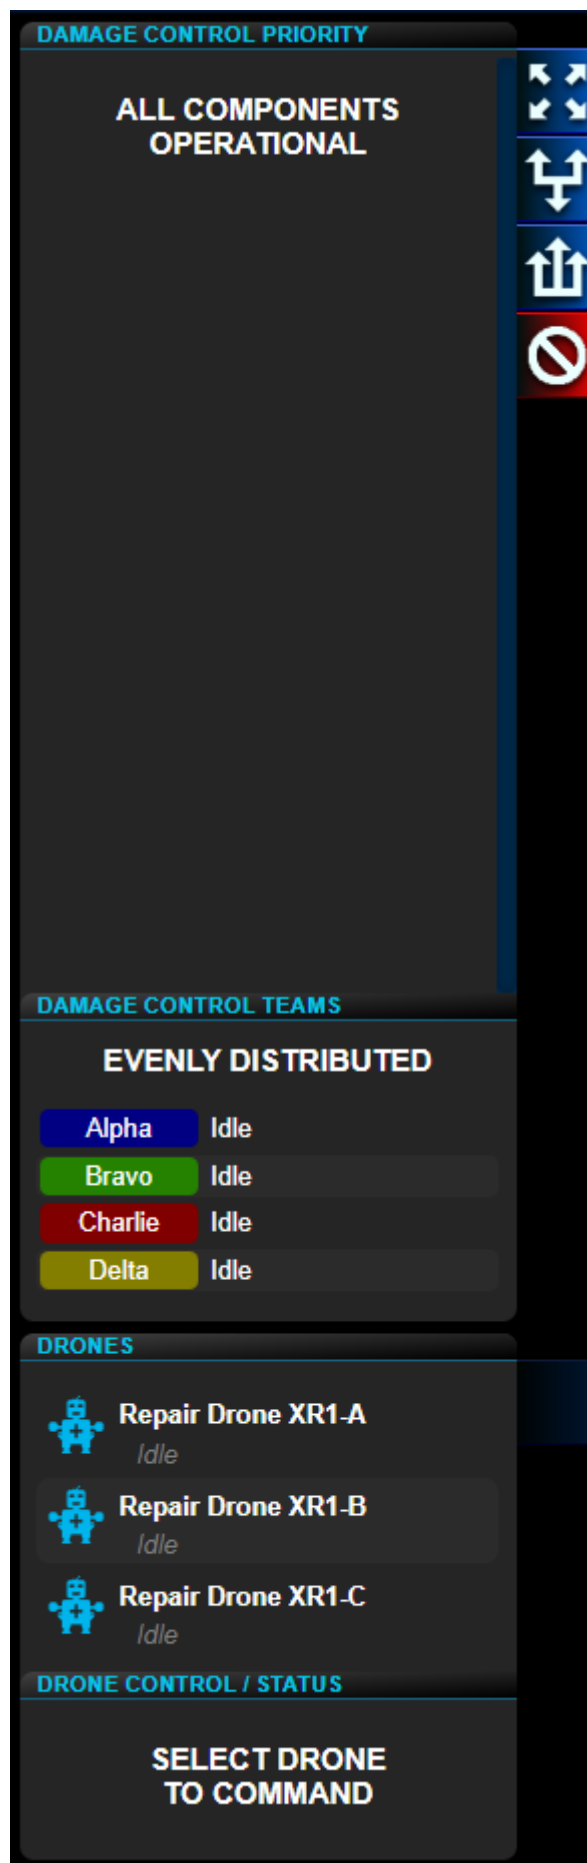 DAMAGE CONTROL PRIORITY
ALL COMPONENTS
OPERATIONAL
DAMAGE CONTROL TEAMS
EVENLY DISTRIBUTED
Alpha Idle
Bravo Idle
Charlie Idle
Delta Idle
DRONES
Repair Drone XR1-A
Idle
Repair Drone XR1-B
Idle
Repair Drone XR1-C
Idle
DRONE CONTROL / STATUS
SELECT DRONE
TO COMMAND